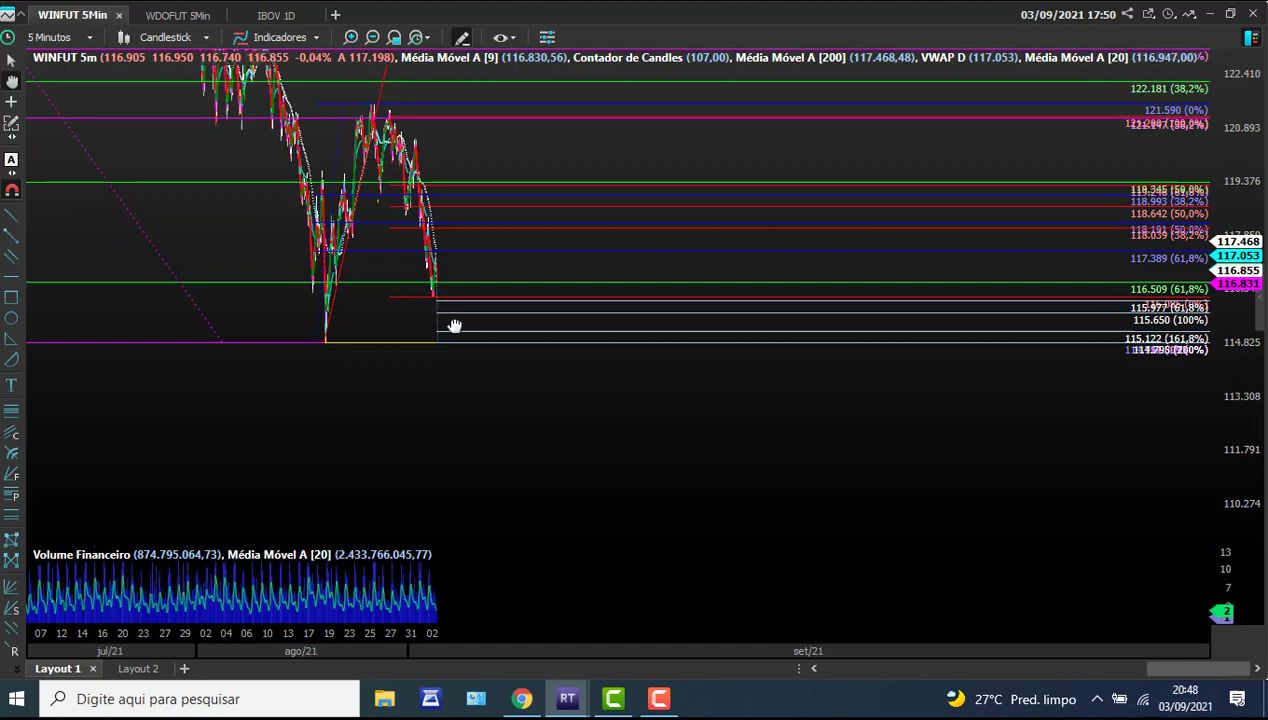 WINFUT 5Min
WDOFUT 5Min
IBOV 1D
03/09/2021 17:50
5 Minutos
Candlestick
Indicadores
WINFUT 5m (116.905 116.950 116.740 116.855 -0,04% A 117.198), Média Móvel A [9] (116.830,56), Contador de Candles (107,00), Média Móvel A [200] (117.468,48), VWAP D (117.053), Média Móvel A [20] (116.947,00)
122.410
122.181 (38,2%)
121.590 (0%)
120.893
119.376
118.993 (38,2%)
118.642 (50,0%)
118.191 (50,0%)
118.039 (38,2%)
117.468
117.053
117.389 (61,8%)
116.855
116.831
116.509 (61,8%)
115.977 (61,8%)
115.650 (100%)
115.122 (161,8%)
114.825
113.308
111.791
110.274
Volume Financeiro (874.795.064,73), Média Móvel A [20] (2.433.766.045,77)
13
10
7
2
07 12 14 16 20 23 27 29 02 04 06 10 12 17 19 23 25 27 31 02
jul/21
ago/21
set/21
Layout 1
Layout 2
Digite aqui para pesquisar
RT
27°C Pred. limpo
20:48
03/09/2021